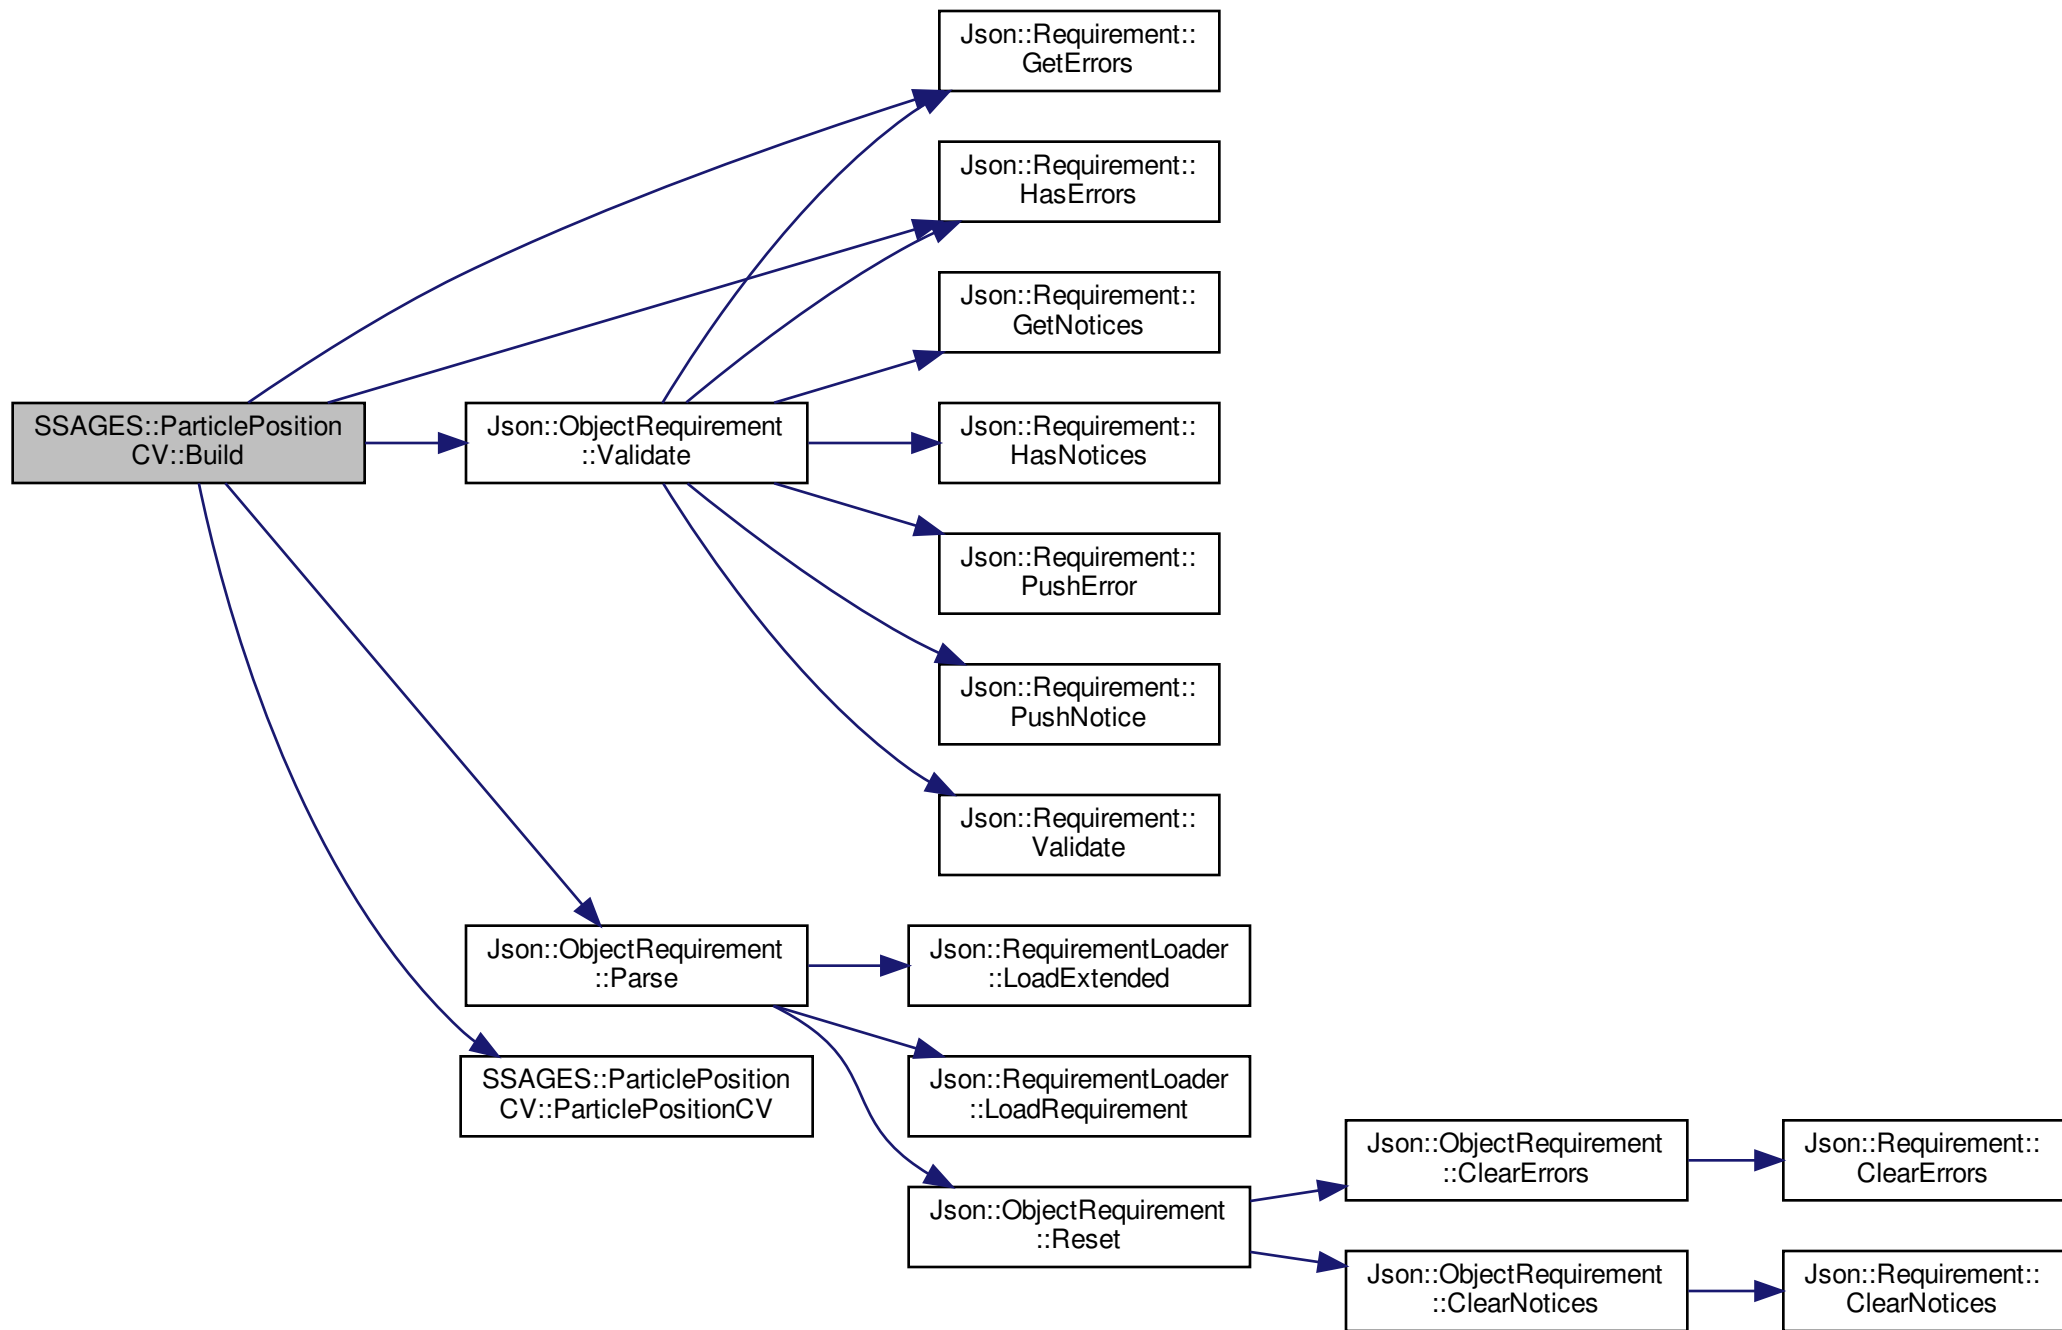 Json::Requirement::
GetErrors
Json::Requirement::
HasErrors
Json::Requirement::
GetNotices
SSAGES::ParticlePosition
CV::Build
Json::ObjectRequirement
::Validate
Json::Requirement::
HasNotices
Json::Requirement::
PushError
Json::Requirement::
PushNotice
Json::Requirement::
Validate
Json::ObjectRequirement
::Parse
Json::RequirementLoader
::LoadExtended
SSAGES::ParticlePosition
CV::ParticlePositionCV
Json::RequirementLoader
::LoadRequirement
Json::ObjectRequirement
::Reset
Json::ObjectRequirement
::ClearErrors
Json::Requirement::
ClearErrors
Json::ObjectRequirement
::ClearNotices
Json::Requirement::
ClearNotices